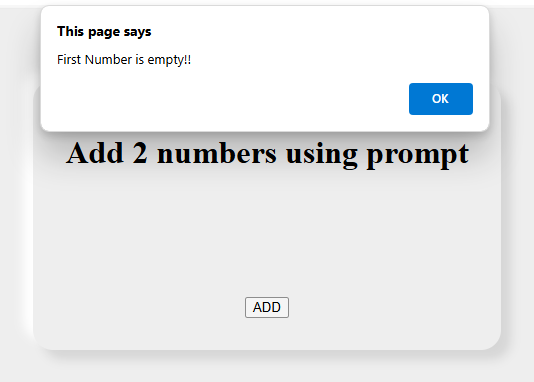 This page says
First Number is empty!!
OK
Add 2 numbers using prompt
ADD